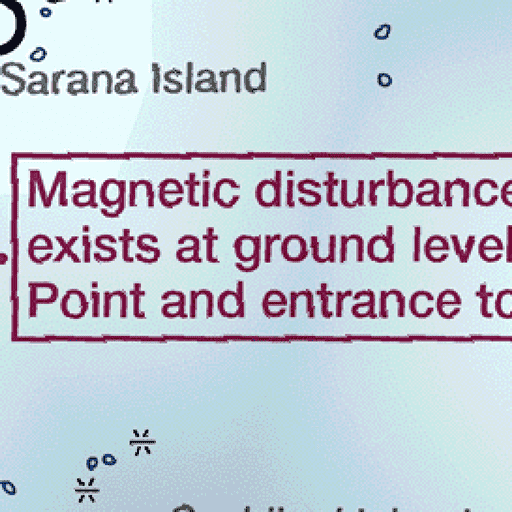 Sarana Island
Magnetic disturbance
exists at ground level
Point and entrance to